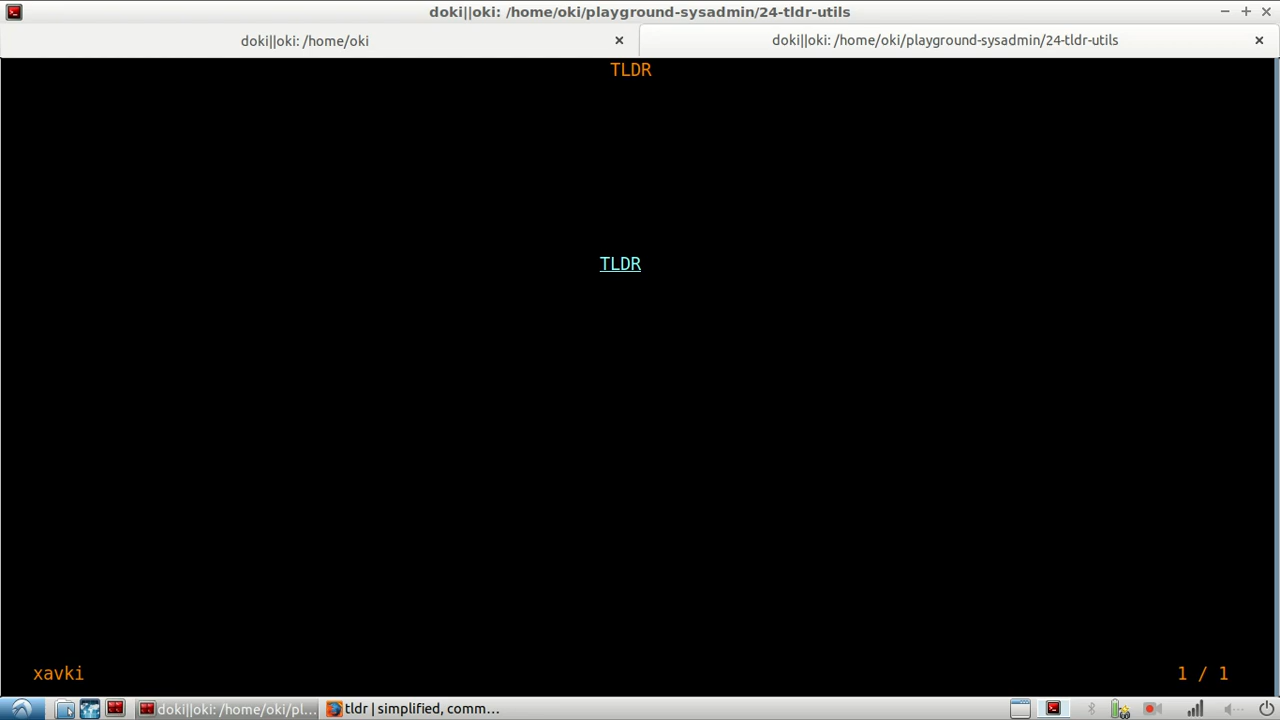 doki||oki: /home/oki/playground-sysadmin/24-tldr-utils
doki||oki: /home/oki
doki||oki: /home/oki/playground-sysadmin/24-tldr-utils
TLDR
TLDR
xavki
1 / 1
doki||oki: /home/oki/pl...
tldr | simplified, comm...